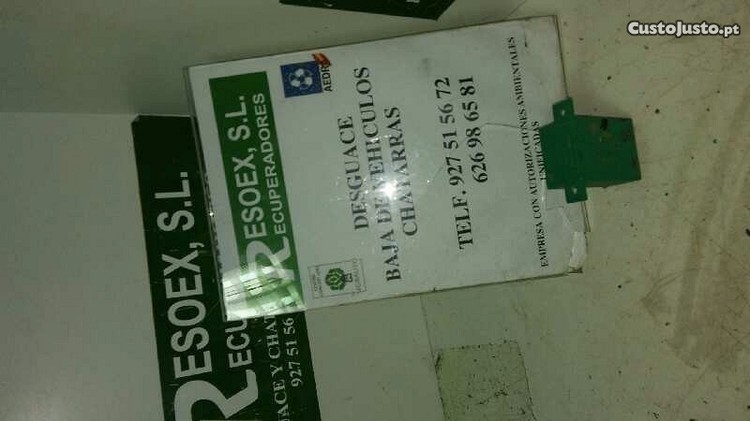 CustoJusto.pt
RESOEX, S.L.
RECUPERADORES
AEDRA
DESGUACE
BAJA DE VEHICULOS
CHATARRAS
TELF. 927 51 56 72
626 98 65 81
EMPRESA CON AUTORIZACIONES AMBIENTALES
UNIFICADAS
RESOEX, S.L.
927 51 56